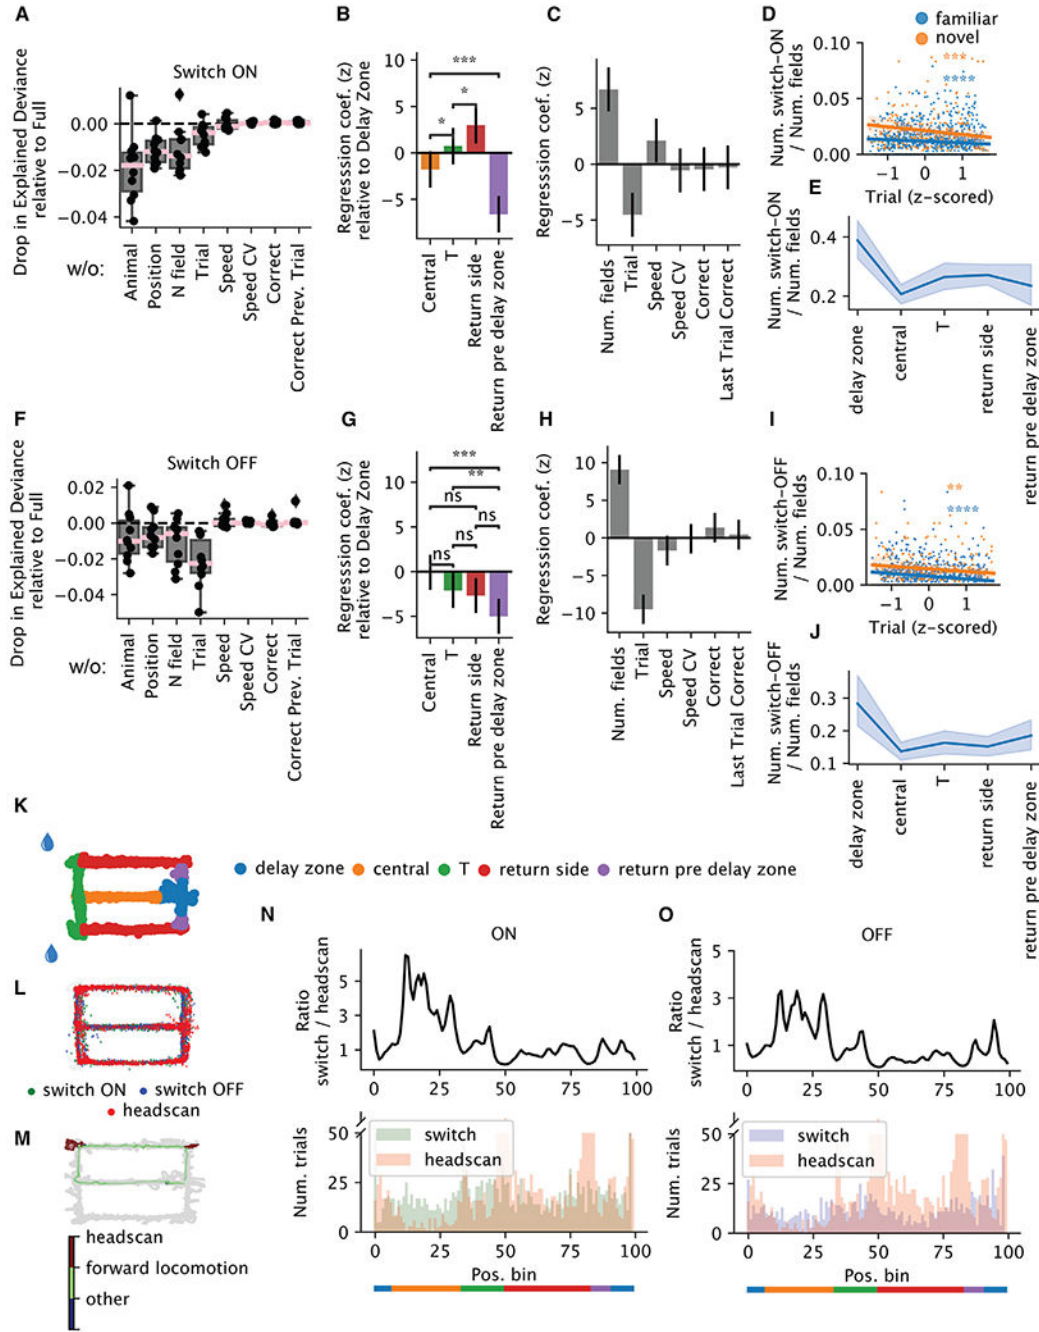 A
Switch ON
Drop in Explained Deviance
relative to Full
0.00
−0.02
−0.04
w/o:
Animal
Position
N field
Trial
Speed
Speed CV
Correct
Correct Prev. Trial
B
Regression coef. (z)
relative to Delay Zone
10
5
0
−5
***
*
*
Central
T
Return side
Return pre delay zone
C
Regresssion coef. (z)
5
0
−5
Num. fields
Trial
Speed
Speed CV
Correct
Last Trial Correct
D
familiar
novel
Num. switch–ON
/ Num. fields
0.10
0.05
0.00
***
****
−1 0 1
Trial (z-scored)
E
Num. switch–ON
/ Num. fields
0.4
0.2
delay zone
central
T
return side
return pre delay zone
F
Switch OFF
Drop in Explained Deviance
relative to Full
0.02
0.00
−0.02
−0.04
w/o:
Animal
Position
N field
Trial
Speed
Speed CV
Correct
Correct Prev. Trial
G
Regression coef. (z)
relative to Delay Zone
10
5
0
−5
***
**
ns
ns
ns
ns
Central
T
Return side
Return pre delay zone
H
Regression coef. (z)
10
5
0
−5
−10
Num. fields
Trial
Speed
Speed CV
Correct
Last Trial Correct
I
Num. switch–OFF
/ Num. fields
0.10
0.05
0.00
**
****
−1 0 1
Trial (z-scored)
J
Num. switch–OFF
/ Num. fields
0.3
0.2
0.1
delay zone
central
T
return side
return pre delay zone
K
delay zone central T return side return pre delay zone
L
switch ON switch OFF
headscan
M
headscan
forward locomotion
other
N
ON
Ratio
switch / headscan
5
3
1
0 25 50 75 100
Num. trials
50
25
0
switch
headscan
0 25 50 75 100
Pos. bin
O
OFF
Ratio
switch / headscan
5
3
1
0 25 50 75 100
Num. trials
50
25
0
switch
headscan
0 25 50 75 100
Pos. bin